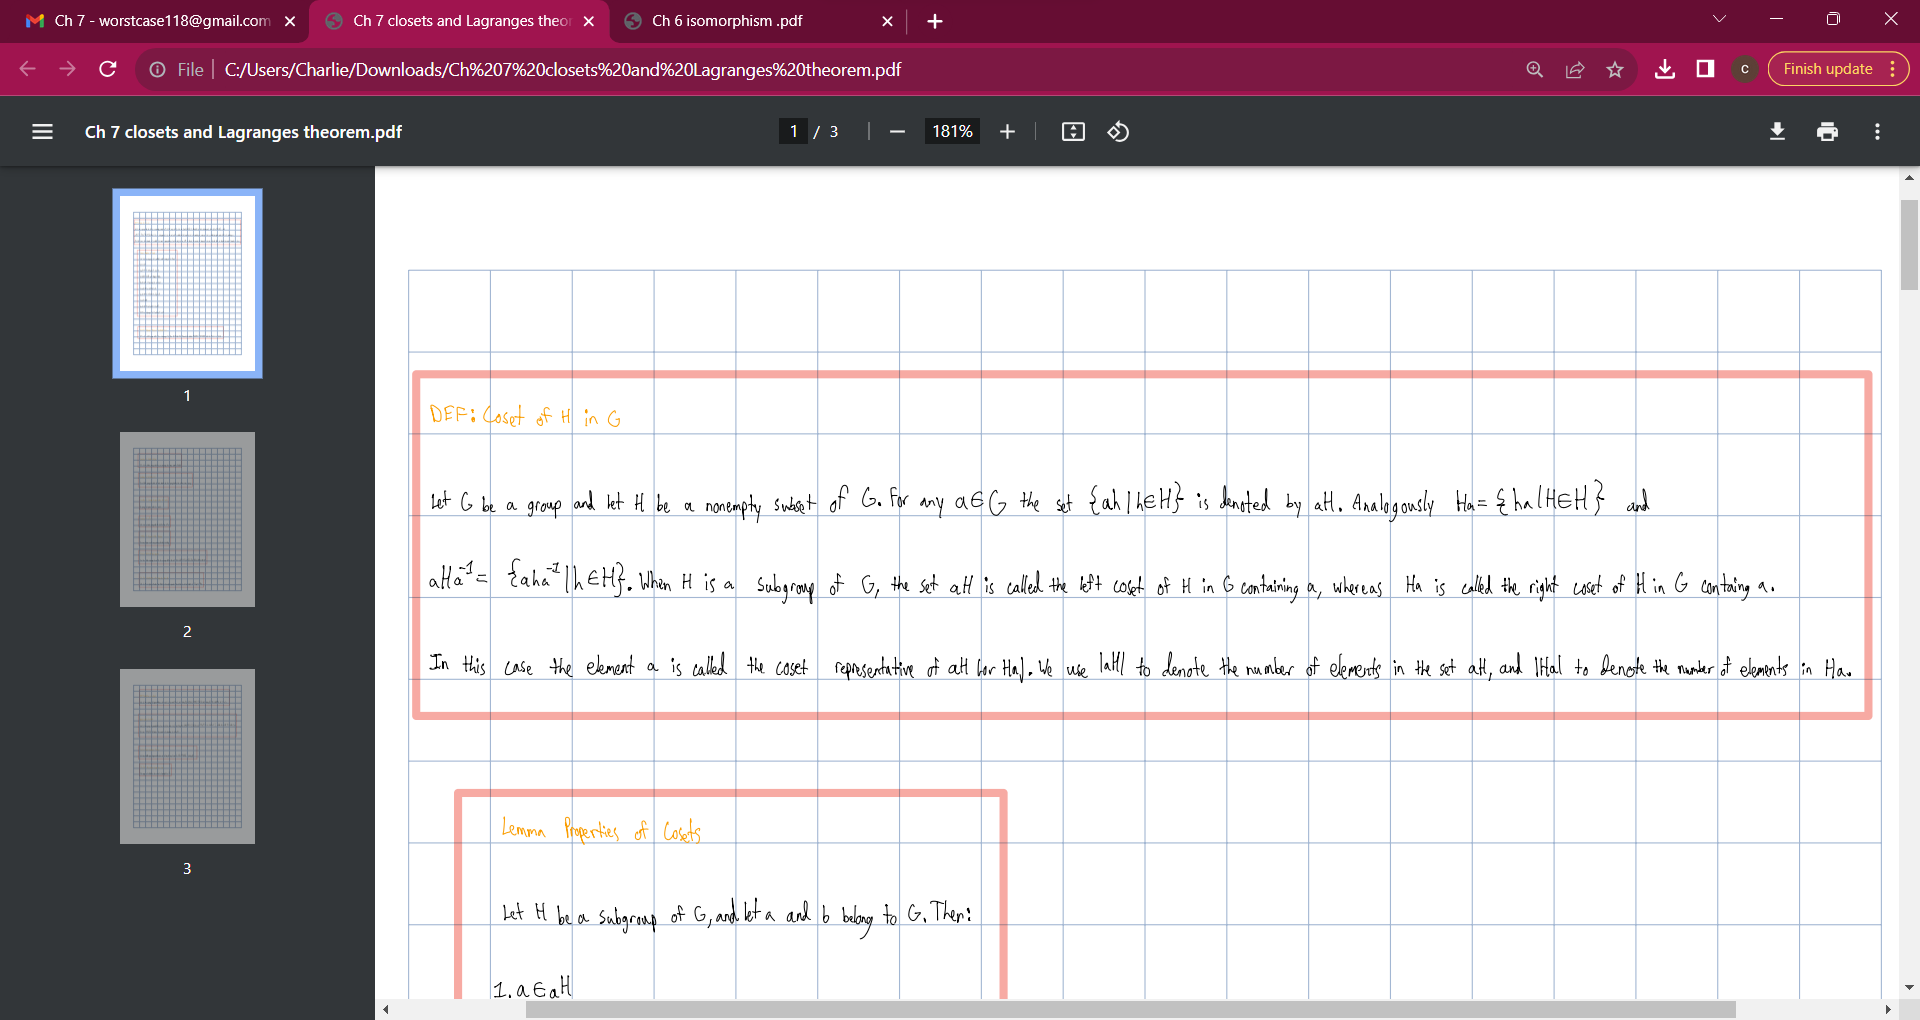 Ch 7 - worstcase118@gmail.com
Ch 7 closets and Lagranges theor
Ch 6 isomorphism .pdf
File
C:/Users/Charlie/Downloads/Ch%207%20closets%20and%20Lagranges%20theorem.pdf
C
Finish update
Ch 7 closets and Lagranges theorem.pdf
1 / 3
181%
1
2
3
DEF: Coset of H in G
Let G be a group and let H be a nonempty subset of G. For any a∈G the set {ah|h∈H} is denoted by aH. Analogously Ha= {ha|H∈H} and
aHa⁻¹= {aha⁻¹|h∈H}. When H is a subgroup of G, the set aH is called the left coset of H in G containing a, whereas Ha is called the right coset of H in G containg a.
In this case the element a is called the coset representative of aH (or Ha). We use |aH| to denote the number of elements in the set aH, and |Ha| to denote the number of elements in Ha.
Lemma Properties of Cosets
Let H be a subgroup of G, and let a and b belong to G. Then:
1. a∈aH